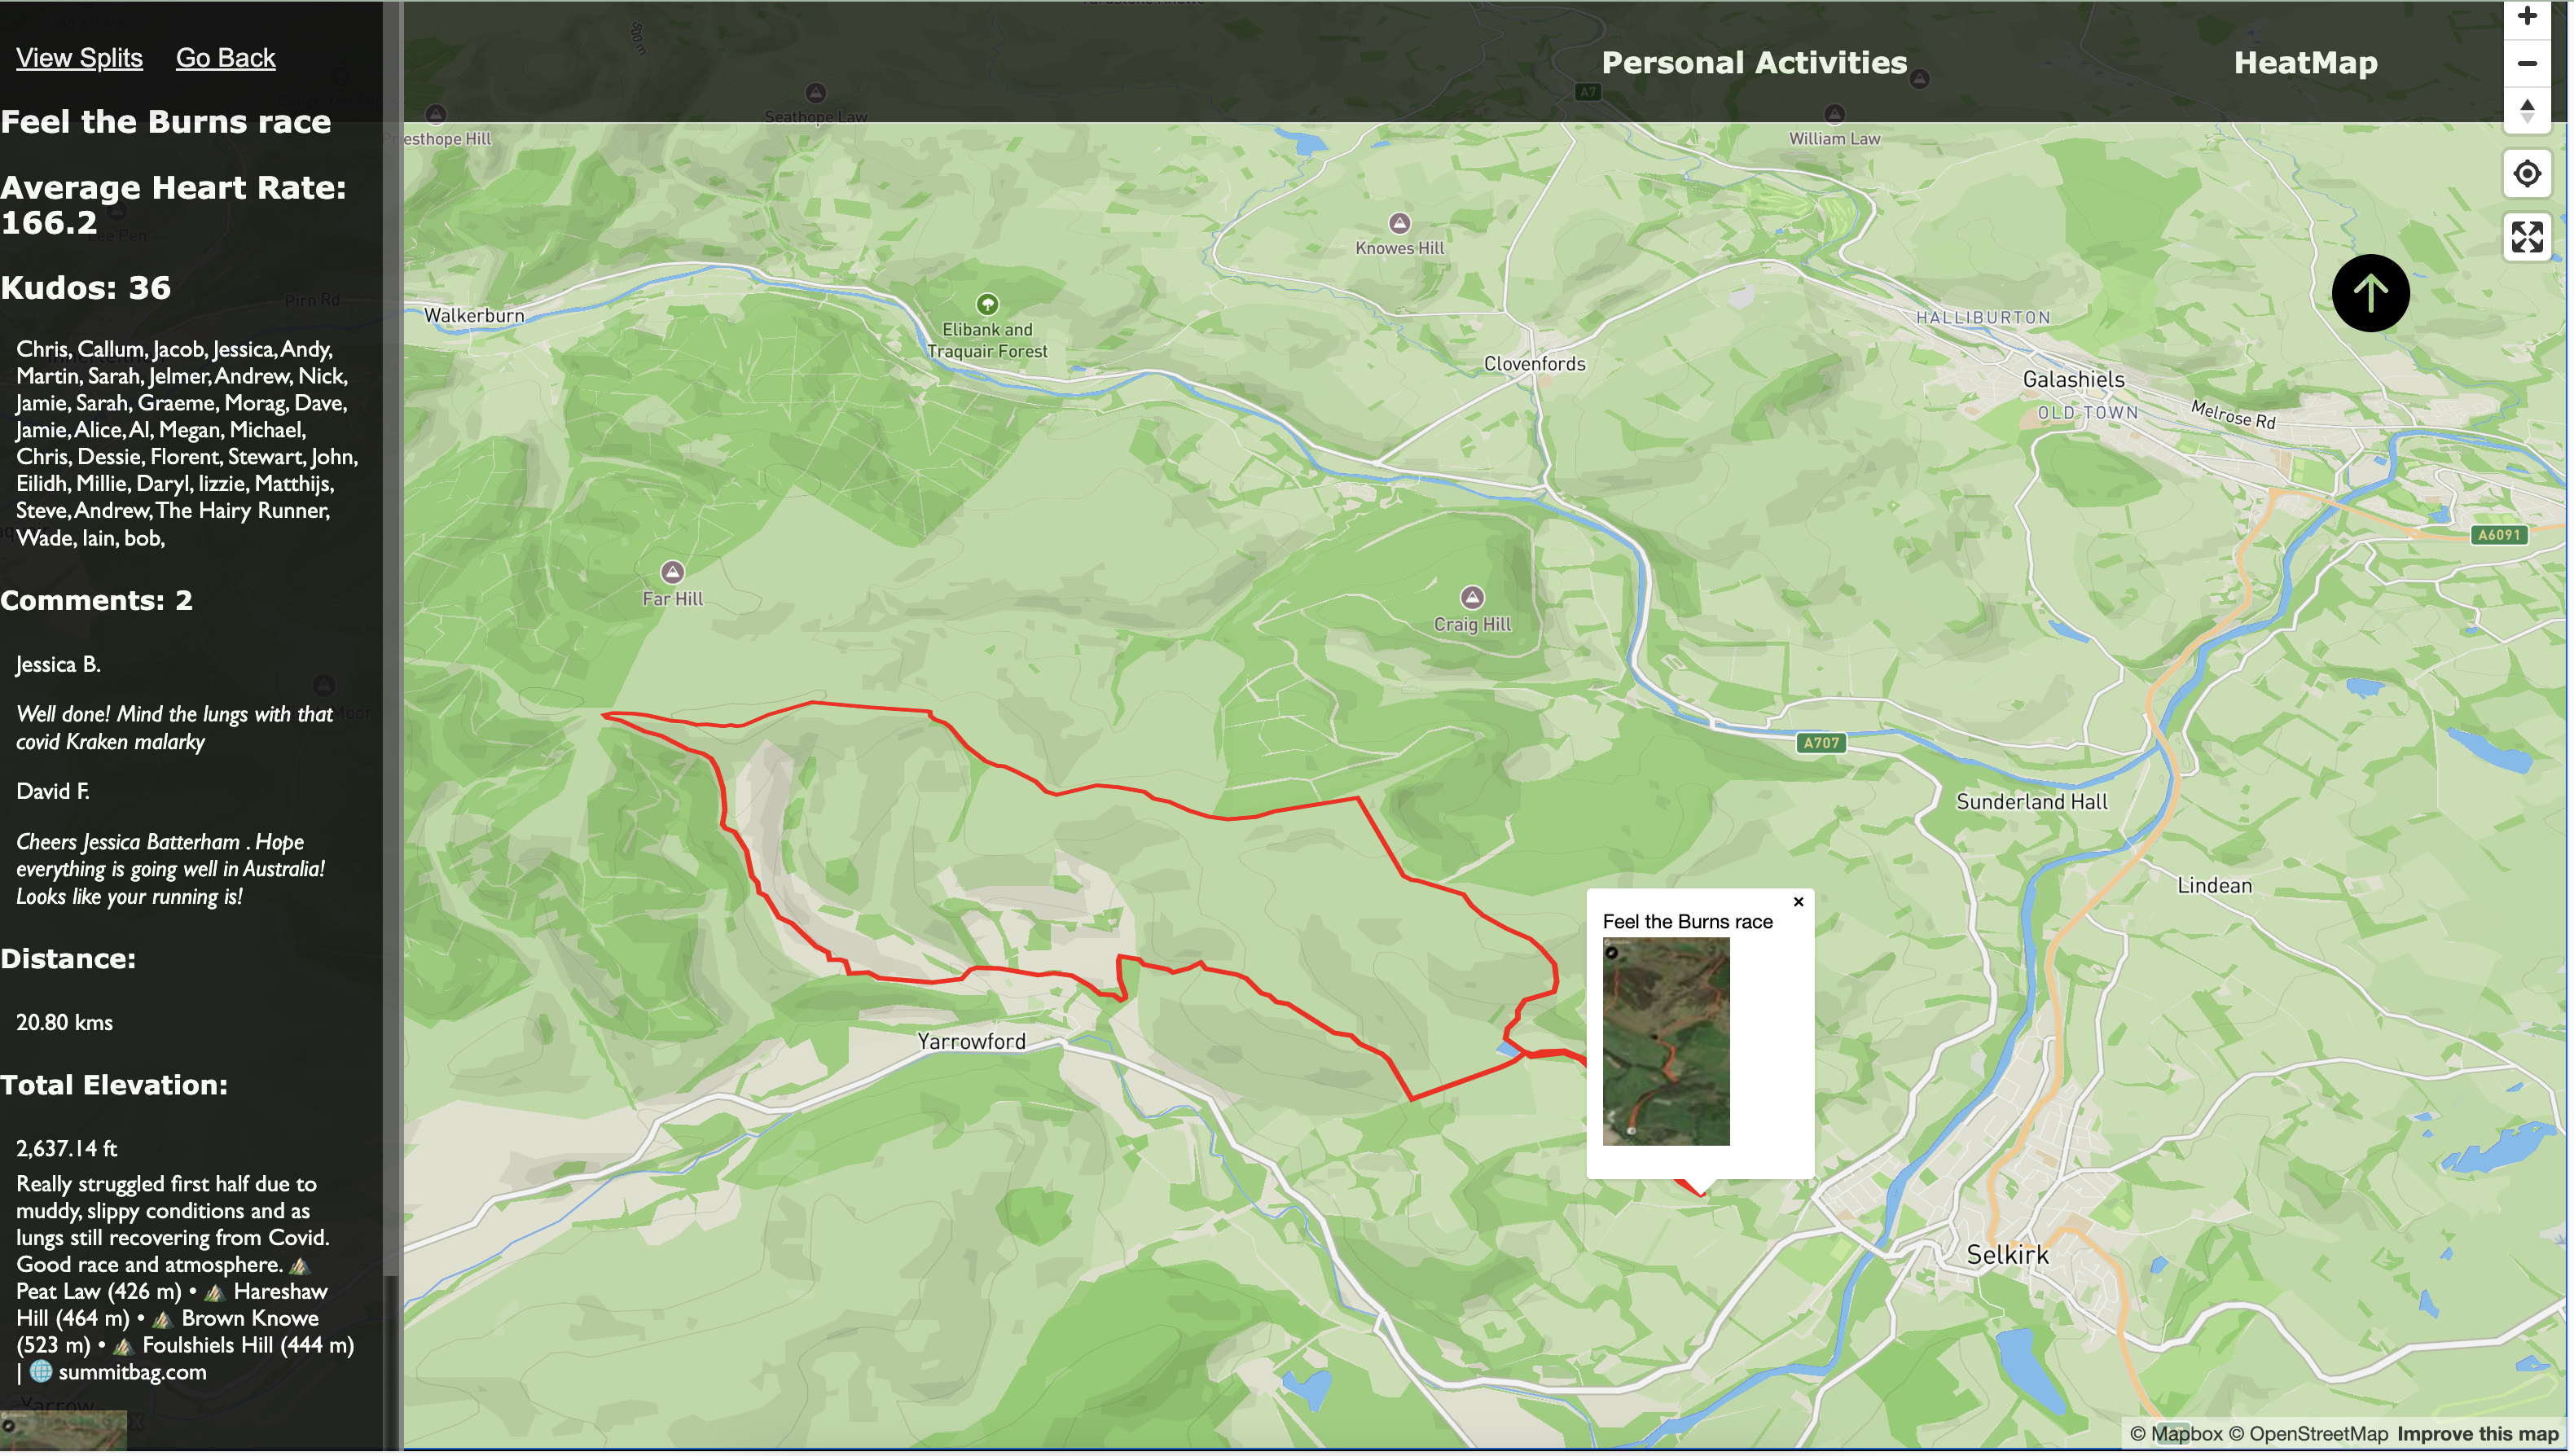 View Splits Go Back
Feel the Burns race
Average Heart Rate:
166.2
Kudos: 36
Chris, Callum, Jacob, Jessica, Andy,
Martin, Sarah, Jelmer, Andrew, Nick,
Jamie, Sarah, Graeme, Morag, Dave,
Jamie, Alice, Al, Megan, Michael,
Chris, Dessie, Florent, Stewart, John,
Eilidh, Millie, Daryl, lizzie, Matthijs,
Steve, Andrew, The Hairy Runner,
Wade, Iain, bob,
Comments: 2
Jessica B.
Well done! Mind the lungs with that
covid Kraken malarky
David F.
Cheers Jessica Batterham . Hope
everything is going well in Australia!
Looks like your running is!
Distance:
20.80 kms
Total Elevation:
2,637.14 ft
Really struggled first half due to
muddy, slippy conditions and as
lungs still recovering from Covid.
Good race and atmosphere.
Peat Law (426 m) • Hareshaw
Hill (464 m) • Brown Knowe
(523 m) • Foulshiels Hill (444 m)
| summitbag.com
Lee Pen
Pirn Rd
Moor
Yarrow
Personal Activities
HeatMap
300 m
A7
Seathope Law
esthope Hill
William Law
Knowes Hill
Walkerburn
Elibank and
Traquair Forest
Clovenfords
HALLIBURTON
Galashiels
OLD TOWN
Melrose Rd
A6091
Far Hill
Craig Hill
A707
Sunderland Hall
Lindean
Feel the Burns race
×
Yarrowford
Selkirk
© Mapbox © OpenStreetMap Improve this map